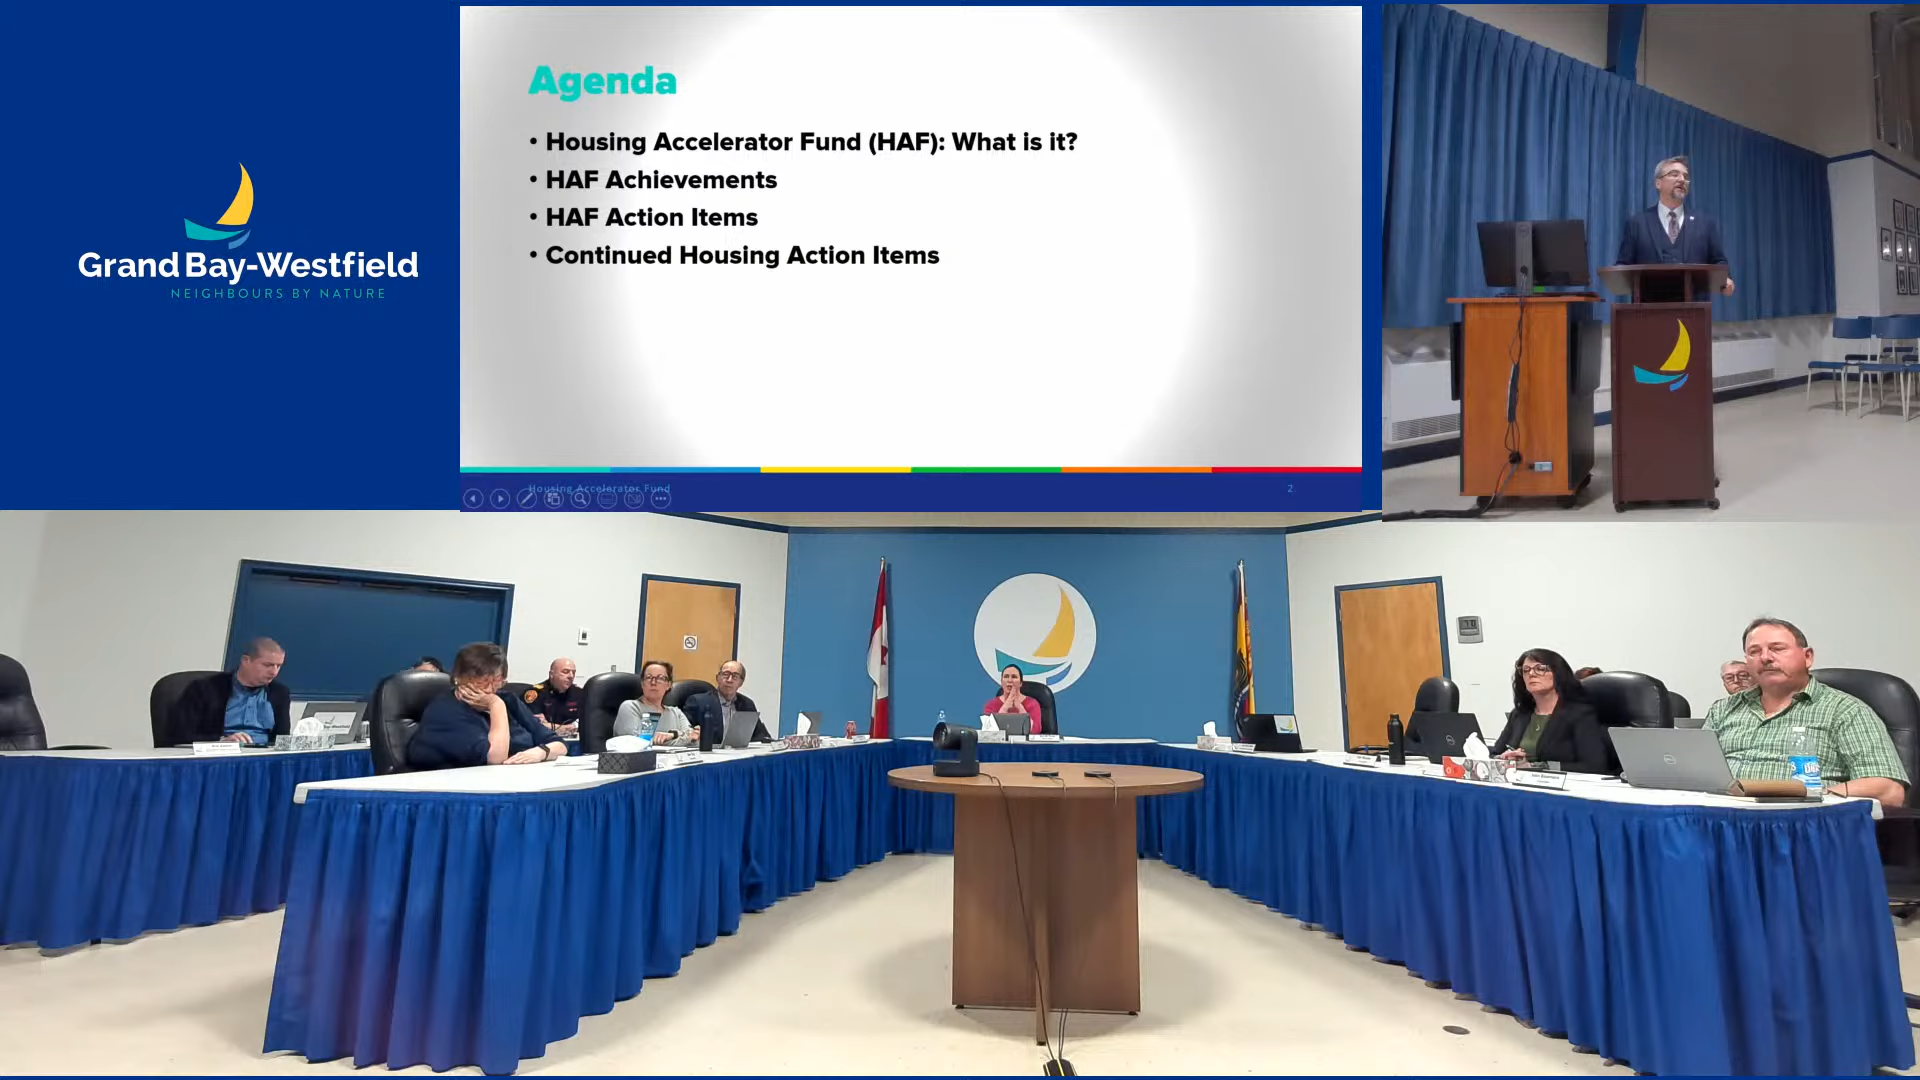 Grand Bay-Westfield
NEIGHBOURS BY NATURE
Agenda
• Housing Accelerator Fund (HAF): What is it?
• HAF Achievements
• HAF Action Items
• Continued Housing Action Items
Housing Accelerator Fund
2